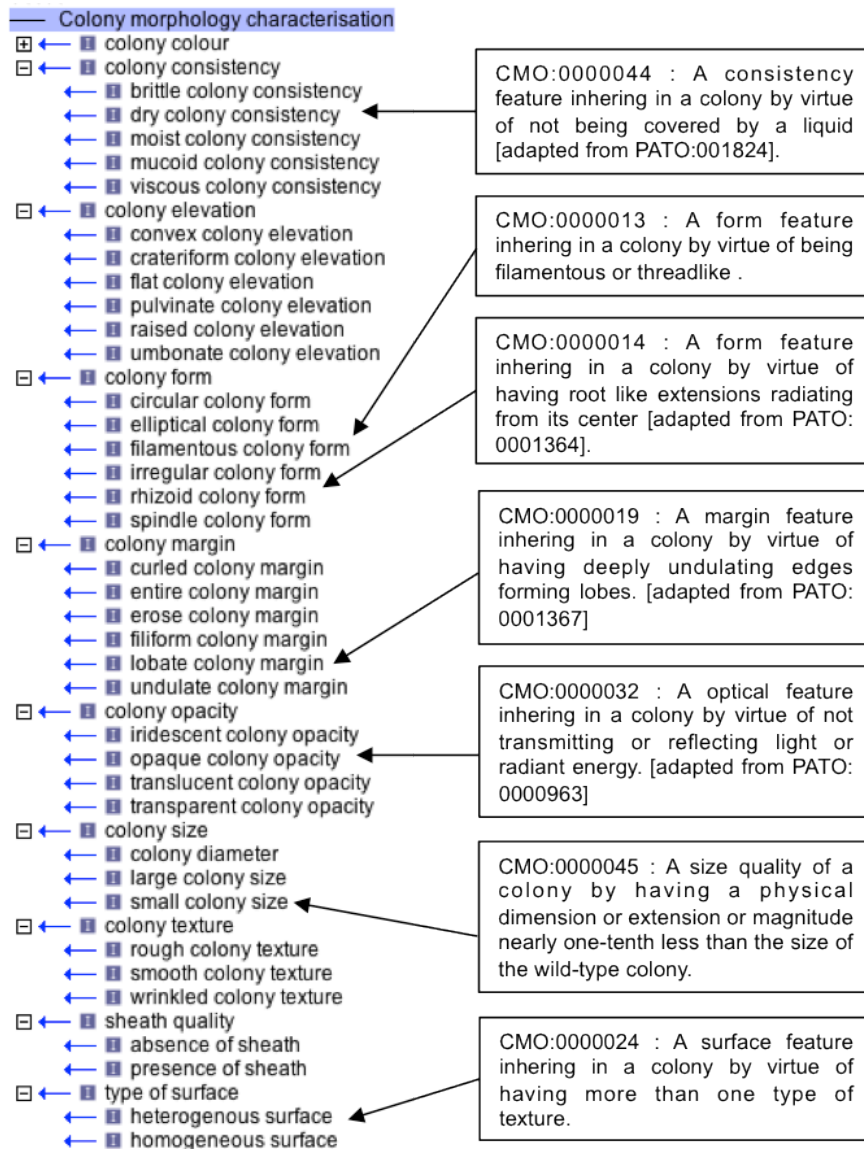 Colony morphology characterisation
colony colour
colony consistency
brittle colony consistency
dry colony consistency
moist colony consistency
mucoid colony consistency
viscous colony consistency
colony elevation
convex colony elevation
crateriform colony elevation
flat colony elevation
pulvinate colony elevation
raised colony elevation
umbonate colony elevation
colony form
circular colony form
elliptical colony form
filamentous colony form
irregular colony form
rhizoid colony form
spindle colony form
colony margin
curled colony margin
entire colony margin
erose colony margin
filiform colony margin
lobate colony margin
undulate colony margin
colony opacity
iridescent colony opacity
opaque colony opacity
translucent colony opacity
transparent colony opacity
colony size
colony diameter
large colony size
small colony size
colony texture
rough colony texture
smooth colony texture
wrinkled colony texture
sheath quality
absence of sheath
presence of sheath
type of surface
heterogenous surface
homogeneous surface
CMO:0000044 : A consistency
feature inhering in a colony by virtue
of not being covered by a liquid
[adapted from PATO:001824].
CMO:0000013 : A form feature
inhering in a colony by virtue of being
filamentous or threadlike .
CMO:0000014 : A form feature
inhering in a colony by virtue of
having root like extensions radiating
from its center [adapted from PATO:
0001364].
CMO:0000019 : A margin feature
inhering in a colony by virtue of
having deeply undulating edges
forming lobes. [adapted from PATO:
0001367]
CMO:0000032 : A optical feature
inhering in a colony by virtue of not
transmitting or reflecting light or
radiant energy. [adapted from PATO:
0000963]
CMO:0000045 : A size quality of a
colony by having a physical
dimension or extension or magnitude
nearly one-tenth less than the size of
the wild-type colony.
CMO:0000024 : A surface feature
inhering in a colony by virtue of
having more than one type of
texture.